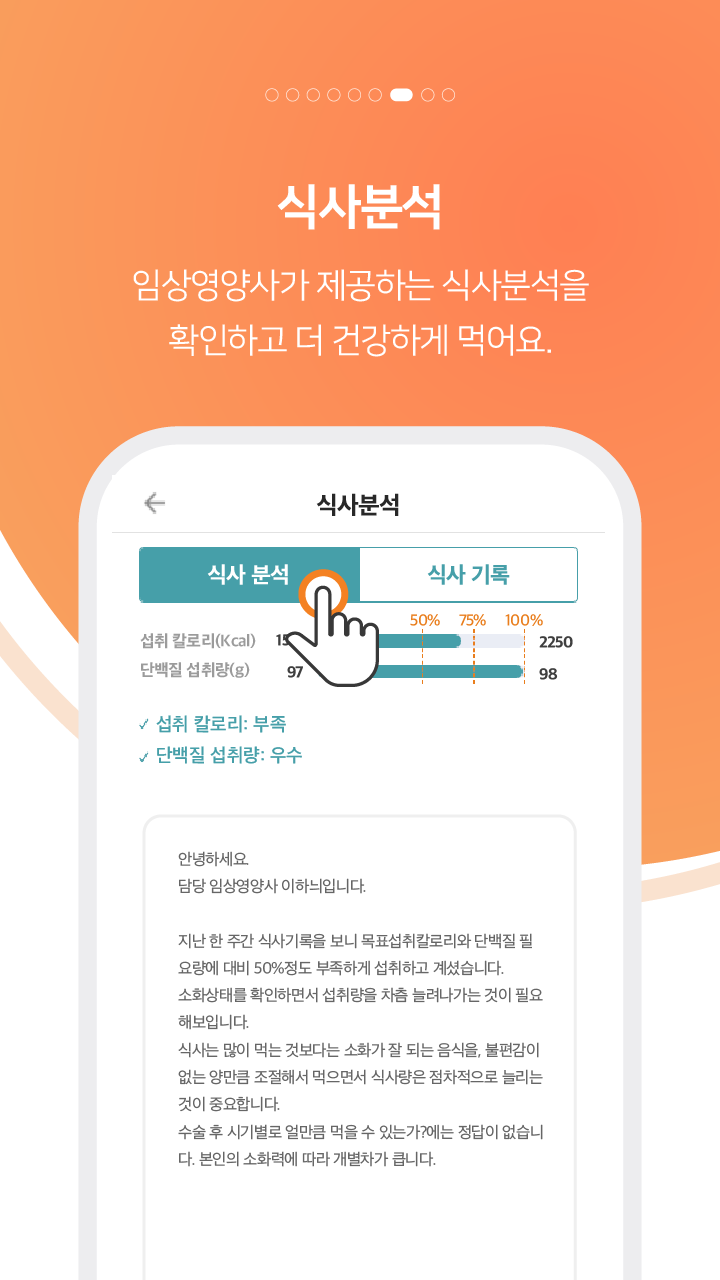 식사분석
임상영양사가 제공하는 식사분석을
확인하고 더 건강하게 먹어요.
식사분석
식사 분석 식사 기록
50% 75% 100%
섭취 칼로리(Kcal) 2250
단백질 섭취량(g) 97 98
✓ 섭취 칼로리: 부족
✓ 단백질 섭취량: 우수
안녕하세요.
담당 임상영양사 이하늬입니다.
지난 한 주간 식사기록을 보니 목표섭취칼로리와 단백질 필
요량에 대비 50%정도 부족하게 섭취하고 계셨습니다.
소화상태를 확인하면서 섭취량을 차츰 늘려나가는 것이 필요
해보입니다.
식사는 많이 먹는 것보다는 소화가 잘 되는 음식을, 불편감이
없는 양만큼 조절해서 먹으면서 식사량은 점차적으로 늘리는
것이 중요합니다.
수술 후 시기별로 얼만큼 먹을 수 있는가?에는 정답이 없습니
다. 본인의 소화력에 따라 개별차가 큽니다.